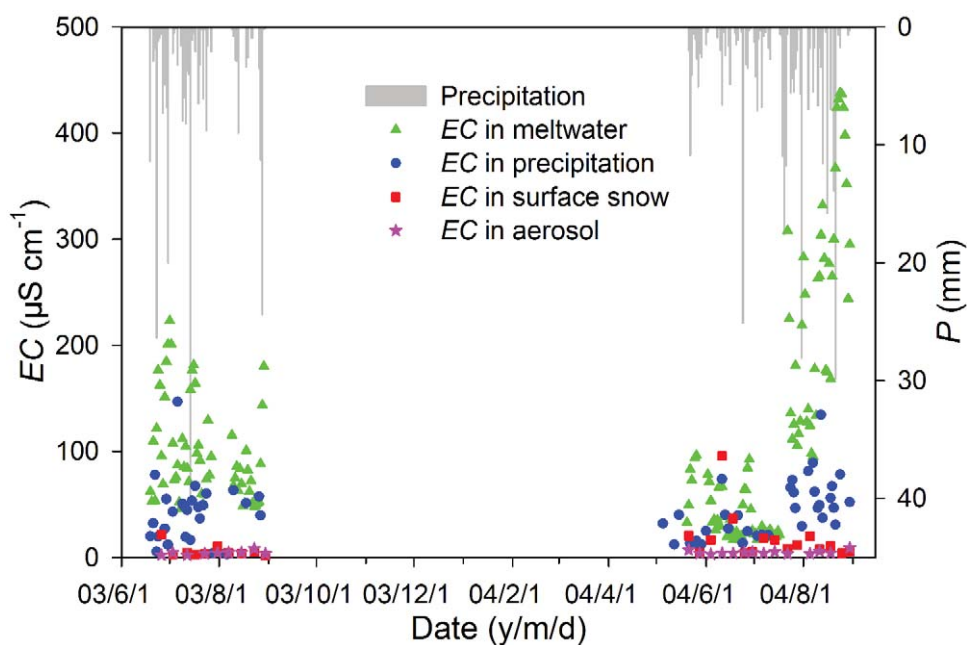 500
400
300
200
100
0
EC (µS cm⁻¹)
Precipitation
EC in meltwater
EC in precipitation
EC in surface snow
EC in aerosol
0
10
20
30
40
P (mm)
03/6/1 03/8/1 03/10/1 03/12/1 04/2/1 04/4/1 04/6/1 04/8/1
Date (y/m/d)